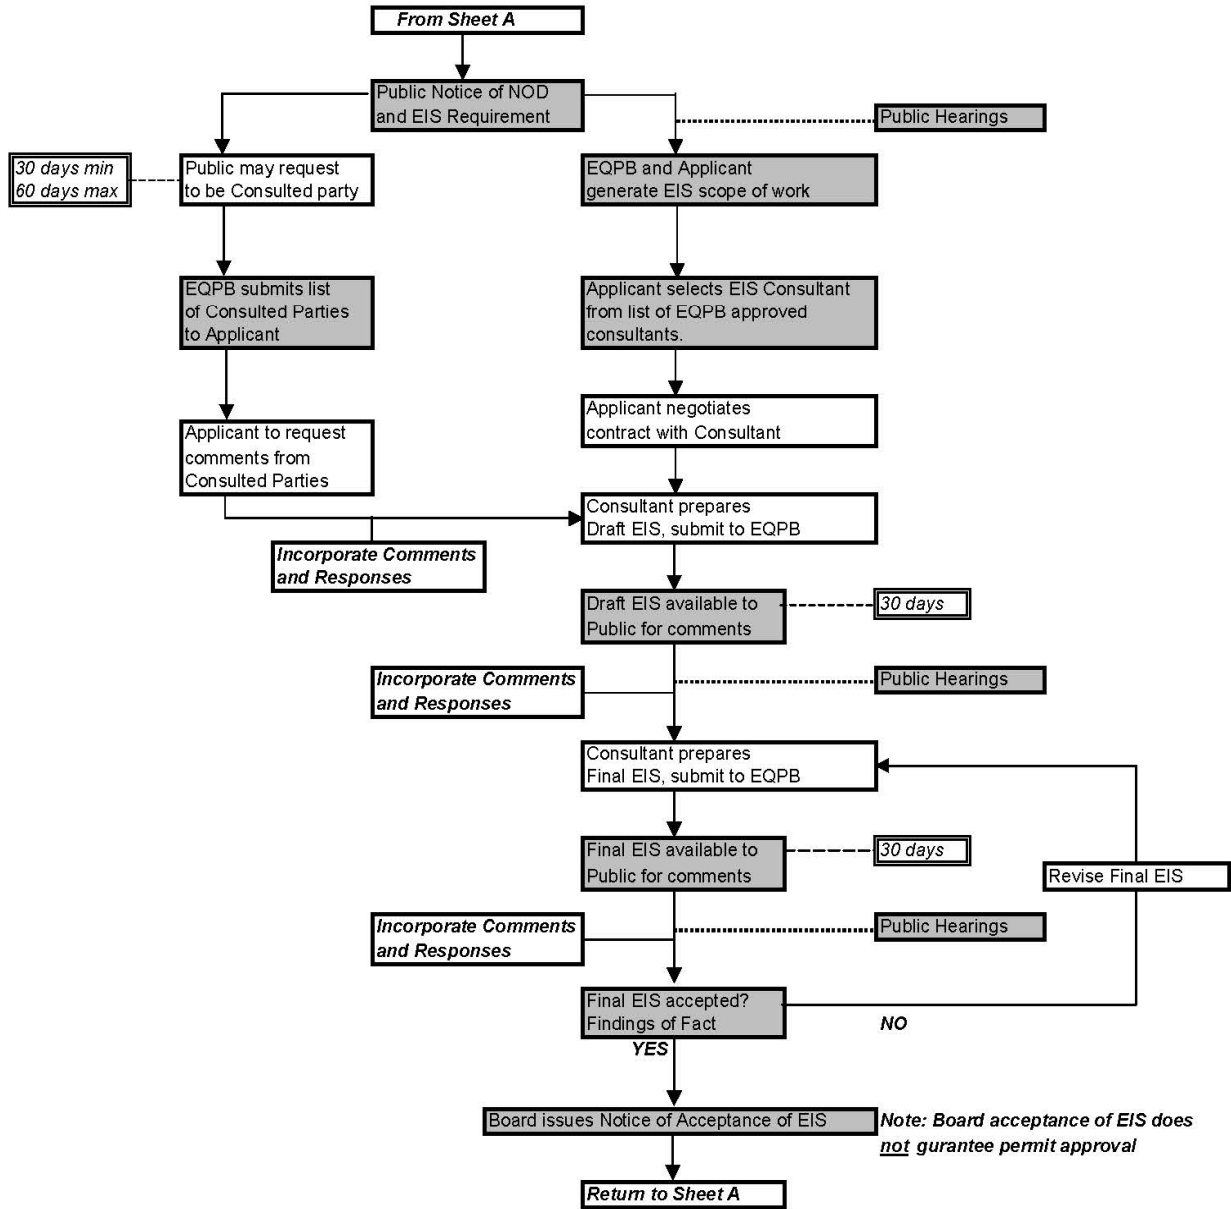 From Sheet A
Public Notice of NOD
and EIS Requirement
Public Hearings
30 days min
60 days max
Public may request
to be Consulted party
EQPB and Applicant
generate EIS scope of work
EQPB submits list
of Consulted Parties
to Applicant
Applicant selects EIS Consultant
from list of EQPB approved
consultants.
Applicant negotiates
contract with Consultant
Applicant to request
comments from
Consulted Parties
Consultant prepares
Draft EIS, submit to EQPB
Incorporate Comments
and Responses
Draft EIS available to
Public for comments
30 days
Incorporate Comments
and Responses
Public Hearings
Consultant prepares
Final EIS, submit to EQPB
Final EIS available to
Public for comments
30 days
Revise Final EIS
Incorporate Comments
and Responses
Public Hearings
Final EIS accepted?
Findings of Fact
NO
YES
Board issues Notice of Acceptance of EIS
Note: Board acceptance of EIS does
not gurantee permit approval
Return to Sheet A